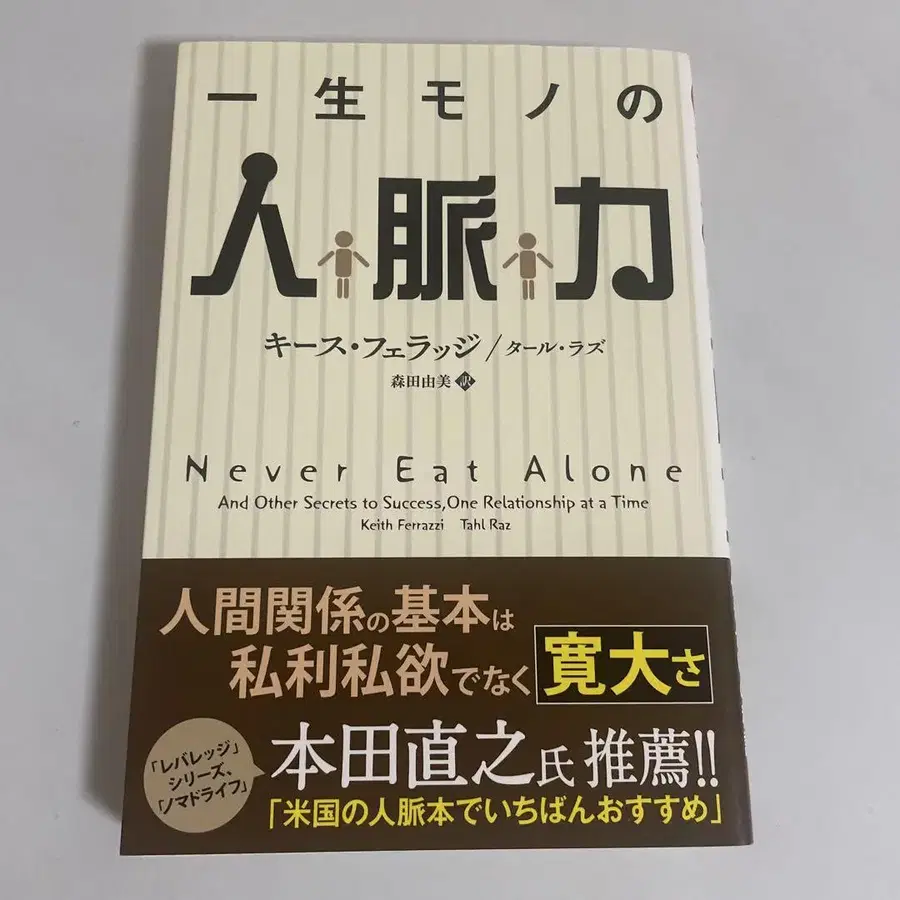 一生モノの
人脈力
キース・フェラッジ/タール・ラズ
森田由美 訳
Never Eat Alone
And Other Secrets to Success,One Relationship at a Time
Keith Ferrazzi Tahl Raz
人間関係の基本は
私利私欲でなく 寛大さ
「レバレッジ」
シリーズ、
「ノマドライフ」
本田直之氏 推薦!!
「米国の人脈本でいちばんおすすめ」